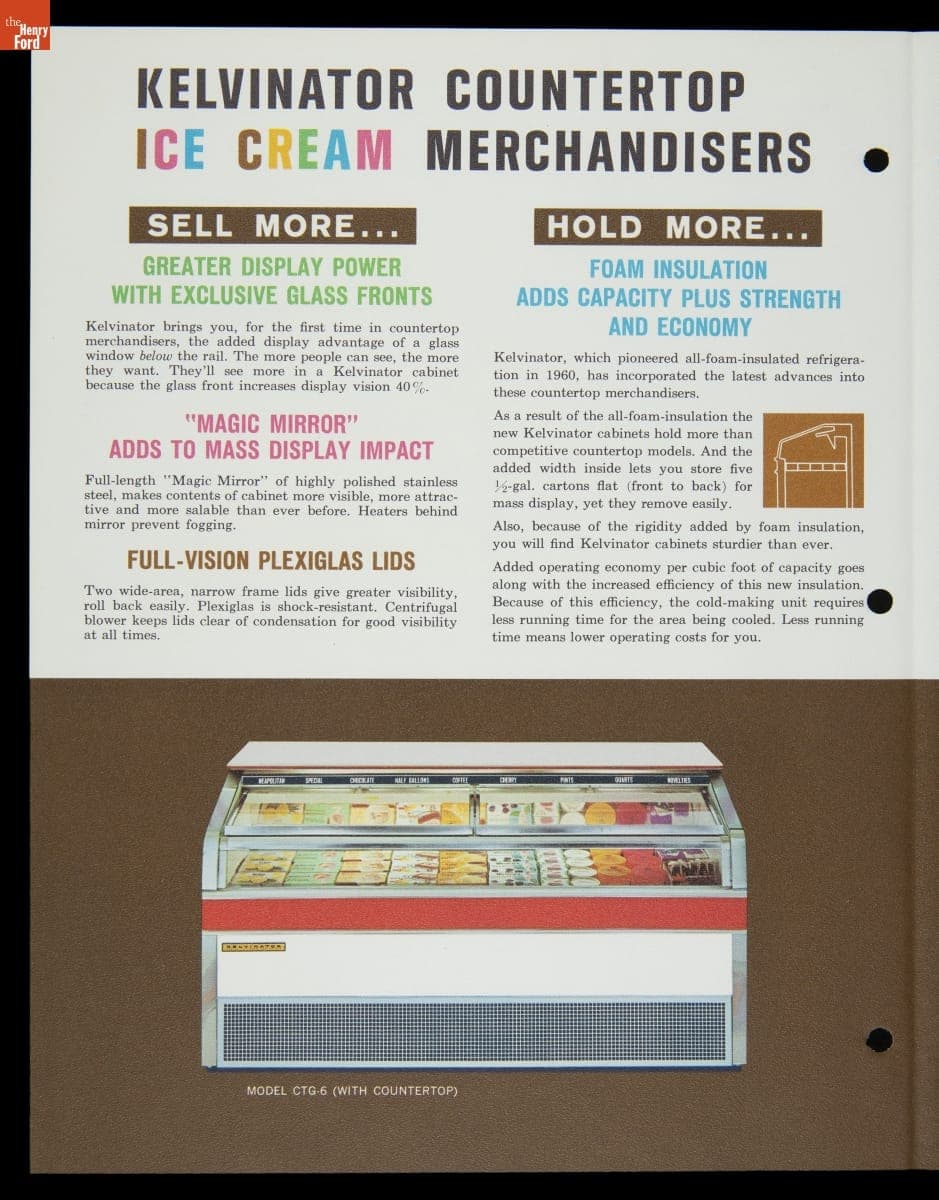 the
Henry
Ford
KELVINATOR COUNTERTOP
ICE CREAM MERCHANDISERS
SELL MORE...
GREATER DISPLAY POWER
WITH EXCLUSIVE GLASS FRONTS
Kelvinator brings you, for the first time in countertop
merchandisers, the added display advantage of a glass
window below the rail. The more people can see, the more
they want. They'll see more in a Kelvinator cabinet
because the glass front increases display vision 40%.
"MAGIC MIRROR"
ADDS TO MASS DISPLAY IMPACT
Full-length "Magic Mirror" of highly polished stainless
steel, makes contents of cabinet more visible, more attrac-
tive and more salable than ever before. Heaters behind
mirror prevent fogging.
FULL-VISION PLEXIGLAS LIDS
Two wide-area, narrow frame lids give greater visibility,
roll back easily. Plexiglas is shock-resistant. Centrifugal
blower keeps lids clear of condensation for good visibility
at all times.
HOLD MORE...
FOAM INSULATION
ADDS CAPACITY PLUS STRENGTH
AND ECONOMY
Kelvinator, which pioneered all-foam-insulated refrigera-
tion in 1960, has incorporated the latest advances into
these countertop merchandisers.
As a result of the all-foam-insulation the
new Kelvinator cabinets hold more than
competitive countertop models. And the
added width inside lets you store five
½-gal. cartons flat (front to back) for
mass display, yet they remove easily.
Also, because of the rigidity added by foam insulation,
you will find Kelvinator cabinets sturdier than ever.
Added operating economy per cubic foot of capacity goes
along with the increased efficiency of this new insulation.
Because of this efficiency, the cold-making unit requires
less running time for the area being cooled. Less running
time means lower operating costs for you.
NEAPOLITAN SPECIAL CHOCOLATE HALF GALLONS COFFEE CHERRY PINTS QUARTS NOVELTIES
KELVINATOR
MODEL CTG-6 (WITH COUNTERTOP)